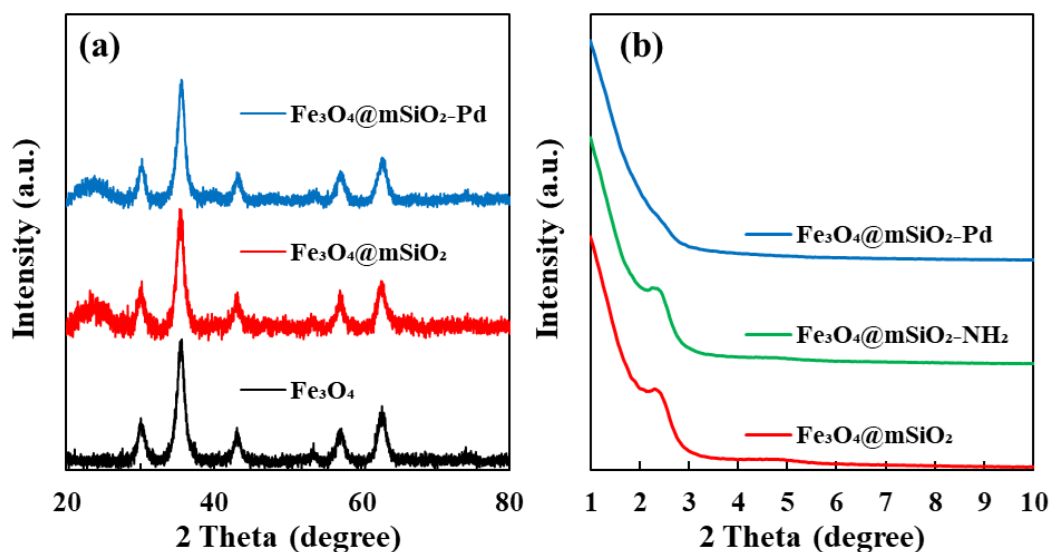 (a)
Fe₃O₄@mSiO₂-Pd
Fe₃O₄@mSiO₂
Fe₃O₄
Intensity (a.u.)
20 40 60 80
2 Theta (degree)
(b)
Fe₃O₄@mSiO₂-Pd
Fe₃O₄@mSiO₂-NH₂
Fe₃O₄@mSiO₂
Intensity (a.u.)
1 2 3 4 5 6 7 8 9 10
2 Theta (degree)